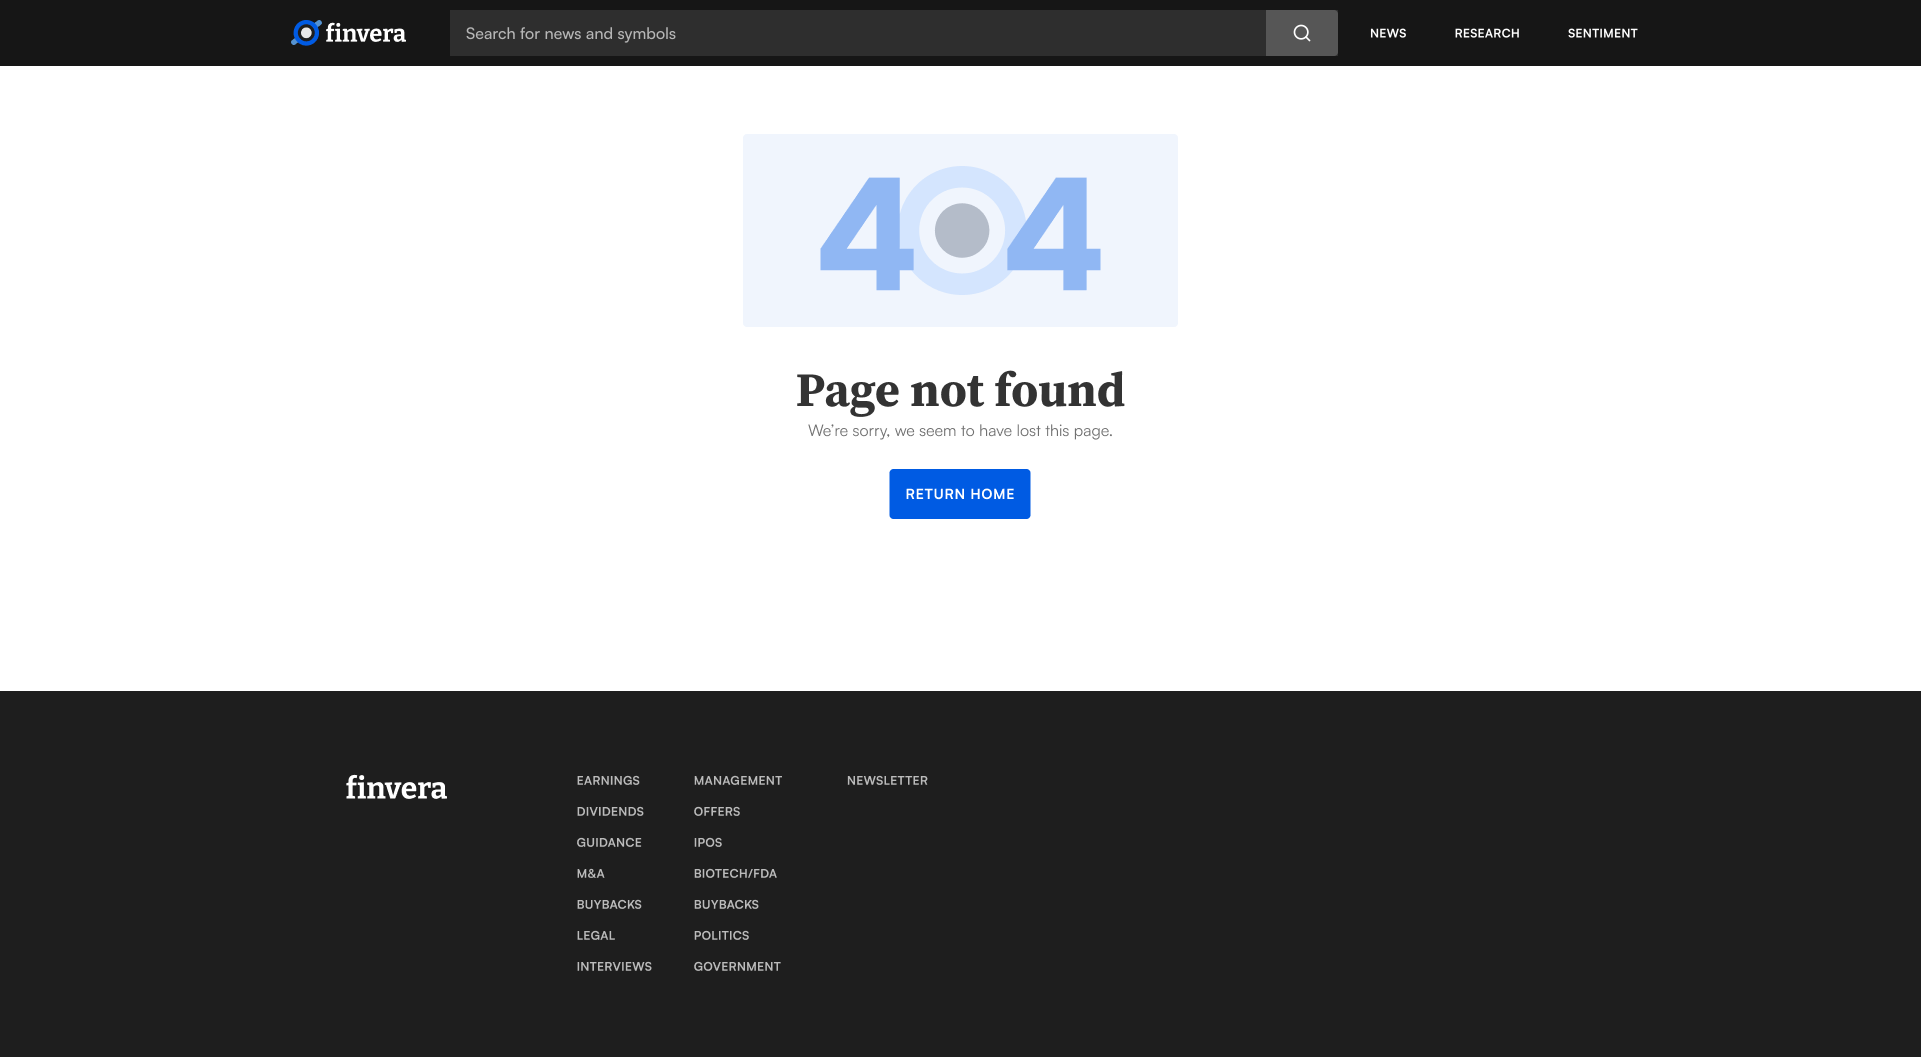 finvera
Search for news and symbols
NEWS
RESEARCH
SENTIMENT
404
Page not found
We're sorry, we seem to have lost this page.
RETURN HOME
finvera
EARNINGS
DIVIDENDS
GUIDANCE
M&A
BUYBACKS
LEGAL
INTERVIEWS
MANAGEMENT
OFFERS
IPOS
BIOTECH/FDA
BUYBACKS
POLITICS
GOVERNMENT
NEWSLETTER